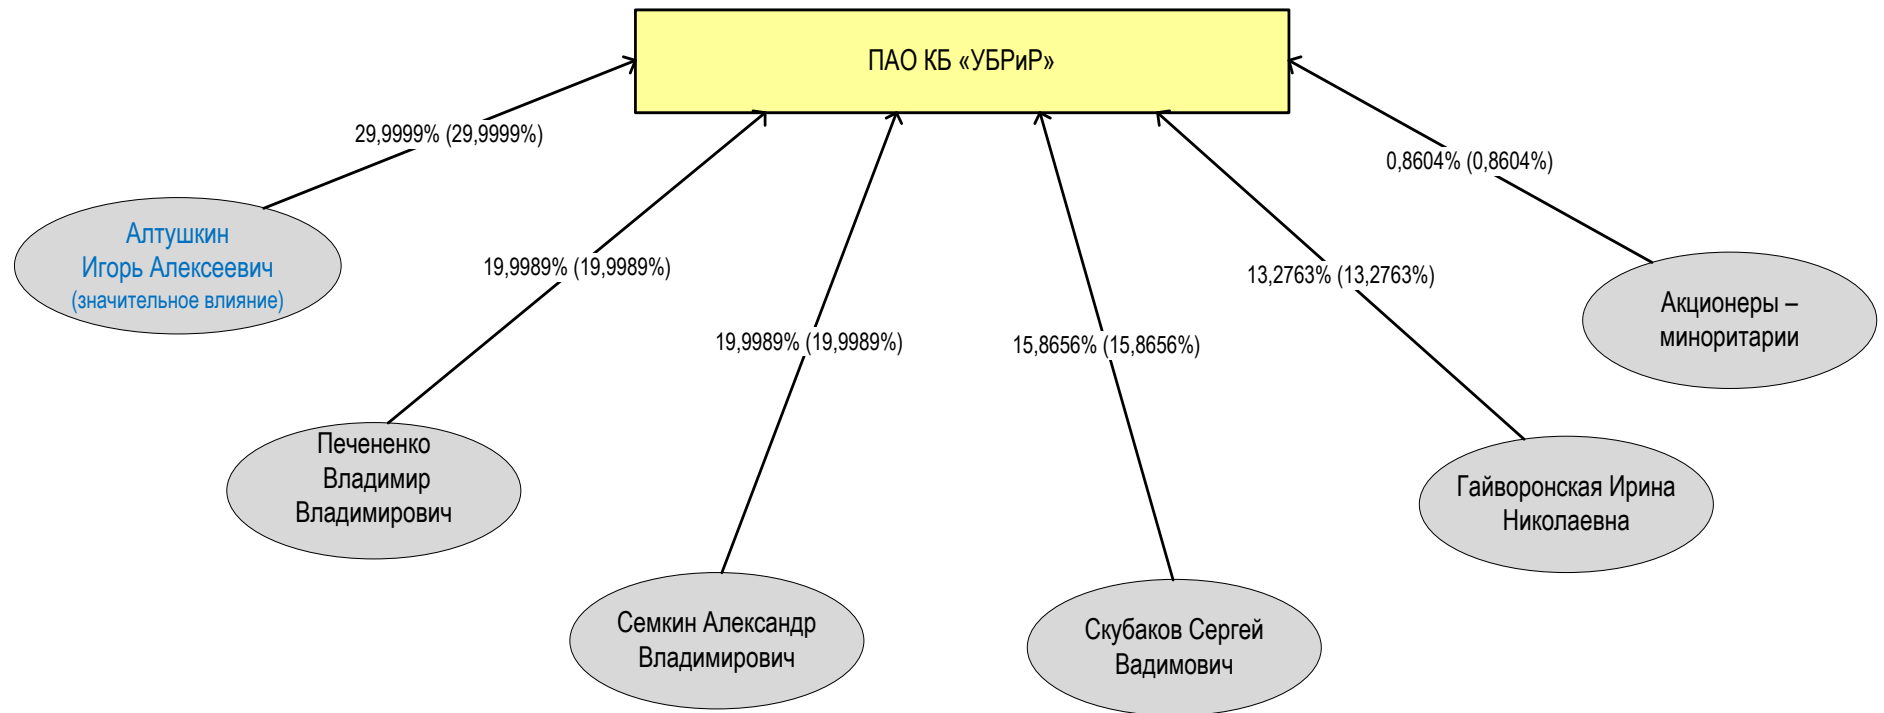 ПАО КБ «УБРиР»
29,9999% (29,9999%)
0,8604% (0,8604%)
Алтушкин
Игорь Алексеевич
(значительное влияние)
19,9989% (19,9989%)
13,2763% (13,2763%)
Акционеры –
миноритарии
19,9989% (19,9989%)
15,8656% (15,8656%)
Печененко
Владимир
Владимирович
Гайворонская Ирина
Николаевна
Семкин Александр
Владимирович
Скубаков Сергей
Вадимович